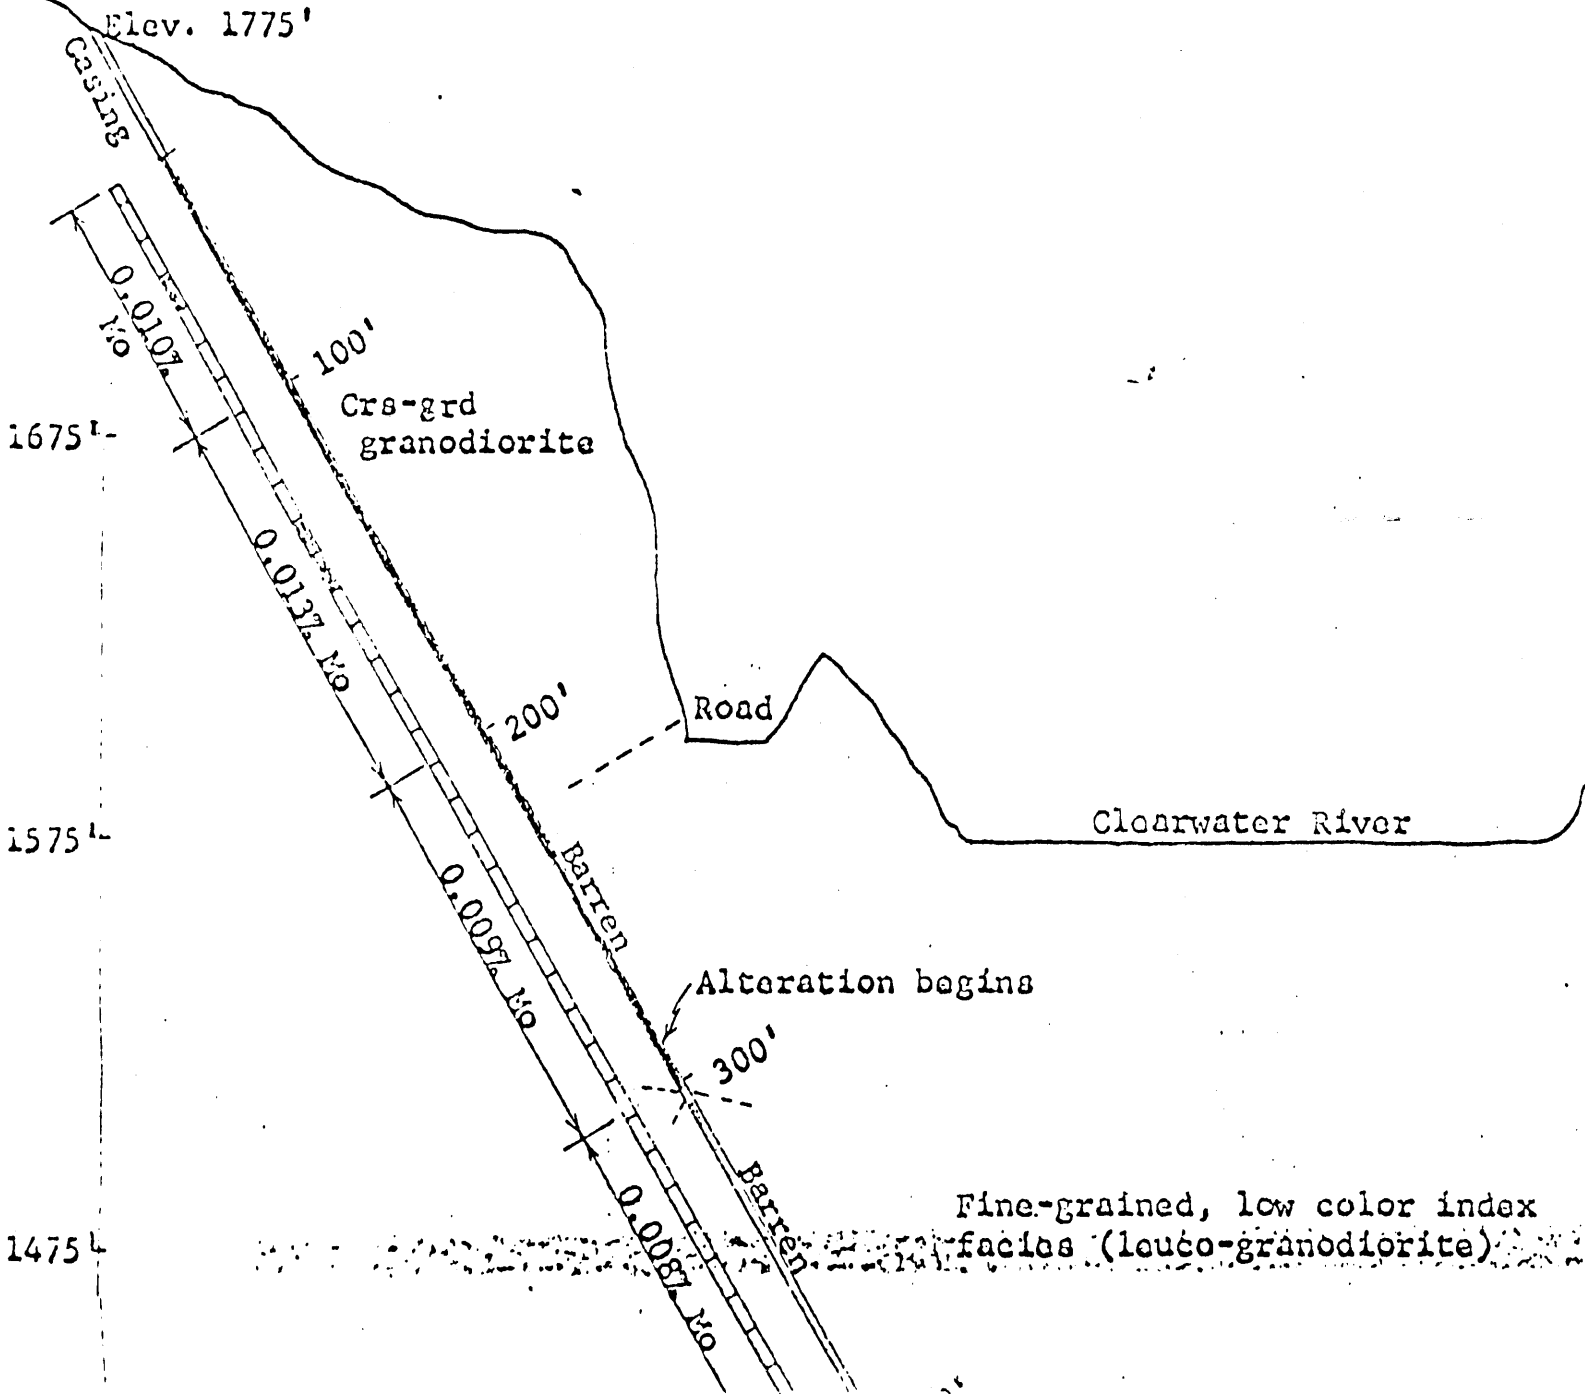 Elev. 1775'
Casing
0.010%
Mo
100'
Crs-grd
granodiorite
1675'
0.013% Mo
200'
Road
1575'
Clearwater River
Barren
0.009% Mo
Alteration begins
300'
Barren
Fine-grained, low color index
facies (leuco-granodiorite)
1475'
0.008% Mo